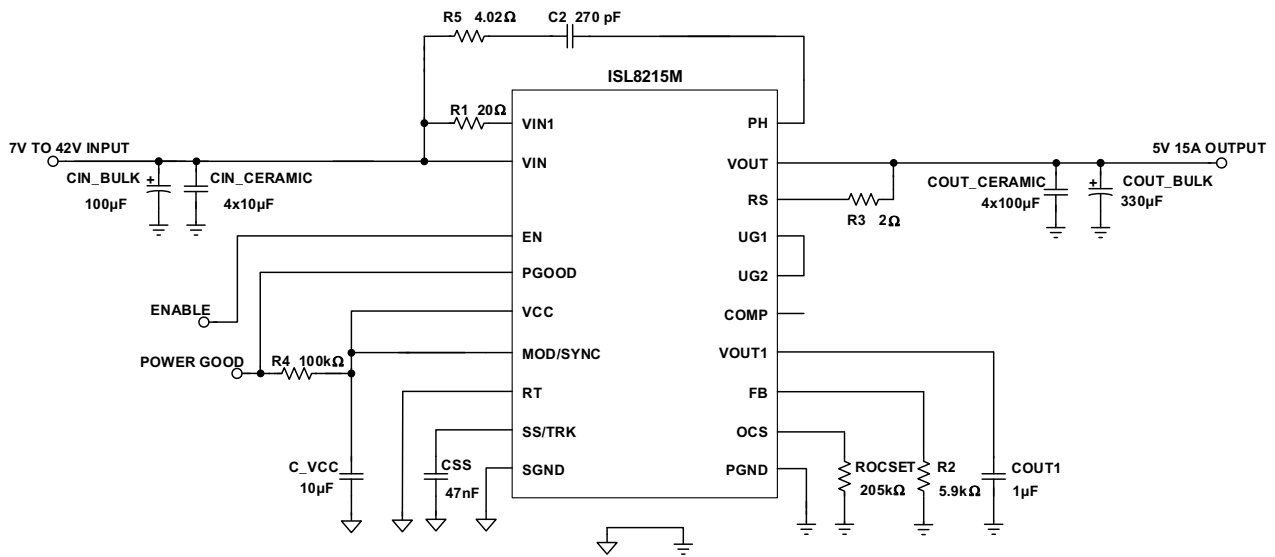 R5 4.02Ω
C2 270 pF
ISL8215M
R1 20Ω
VIN1
PH
7V TO 42V INPUT
VIN
VOUT
5V 15A OUTPUT
CIN_BULK
+
100µF
CIN_CERAMIC
4x10µF
RS
R3 2Ω
COUT_CERAMIC
4x100µF
+
COUT_BULK
330µF
EN
UG1
PGOOD
UG2
ENABLE
VCC
COMP
POWER GOOD
R4 100kΩ
MOD/SYNC
VOUT1
RT
FB
SS/TRK
OCS
C_VCC
10µF
CSS
47nF
SGND
PGND
ROCSET
205kΩ
R2
5.9kΩ
COUT1
1µF